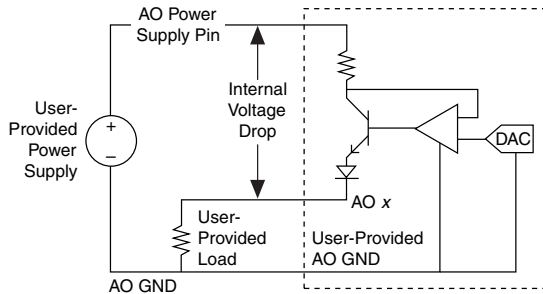 AO Power
Supply Pin
User-
Provided
Power
Supply
+
–
Internal
Voltage
Drop
DAC
AO x
User-
Provided
Load
User-Provided
AO GND
AO GND